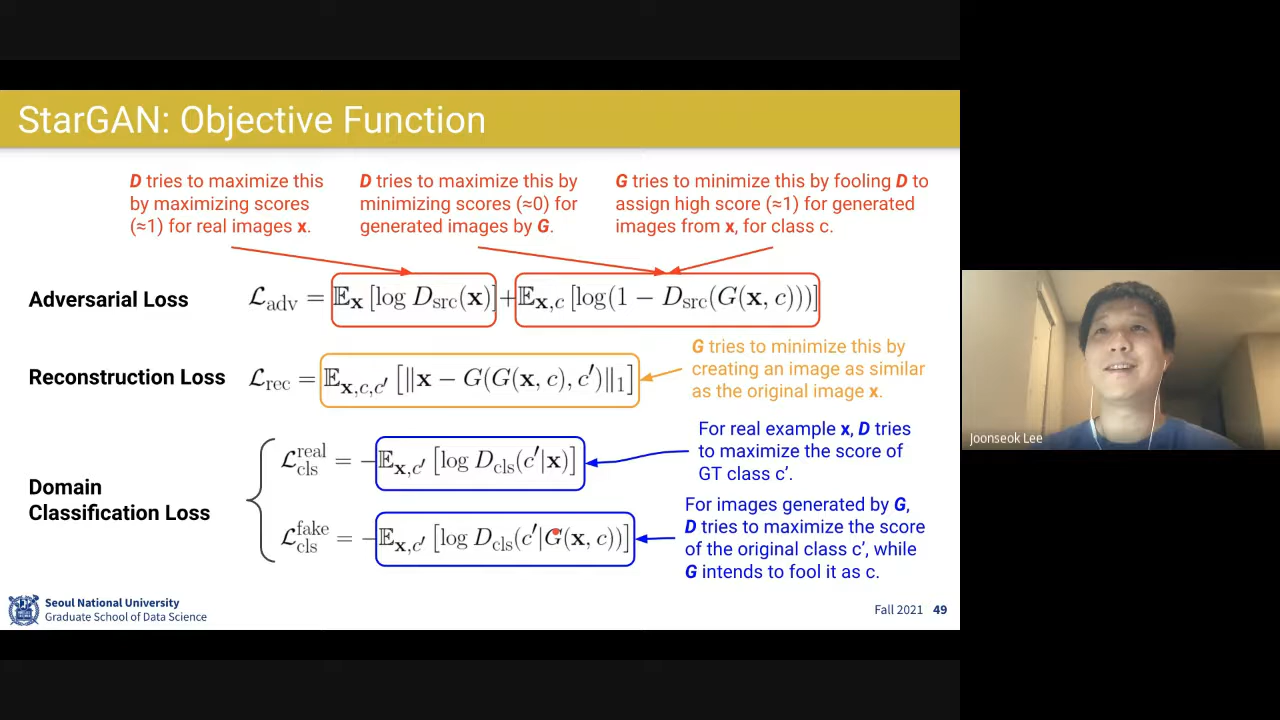 StarGAN: Objective Function
D tries to maximize this
by maximizing scores
(≈1) for real images x.
D tries to maximize this by
minimizing scores (≈0) for
generated images by G.
G tries to minimize this by fooling D to
assign high score (≈1) for generated
images from x, for class c.
Adversarial Loss
ℒ_adv = 𝔼_x [log D_src(x)] + 𝔼_x,c [log(1 − D_src(G(x, c)))]
G tries to minimize this by
creating an image as similar
as the original image x.
Reconstruction Loss
ℒ_rec = 𝔼_x,c,c′ [‖x − G(G(x, c), c′)‖₁]
For real example x, D tries
to maximize the score of
GT class c′.
Domain
Classification Loss
ℒ_cls^real = −𝔼_x,c′ [log D_cls(c′|x)]
ℒ_cls^fake = −𝔼_x,c′ [log D_cls(c′|G(x, c))]
For images generated by G,
D tries to maximize the score
of the original class c′, while
G intends to fool it as c.
Seoul National University
Graduate School of Data Science
Fall 2021 49
Joonseok Lee